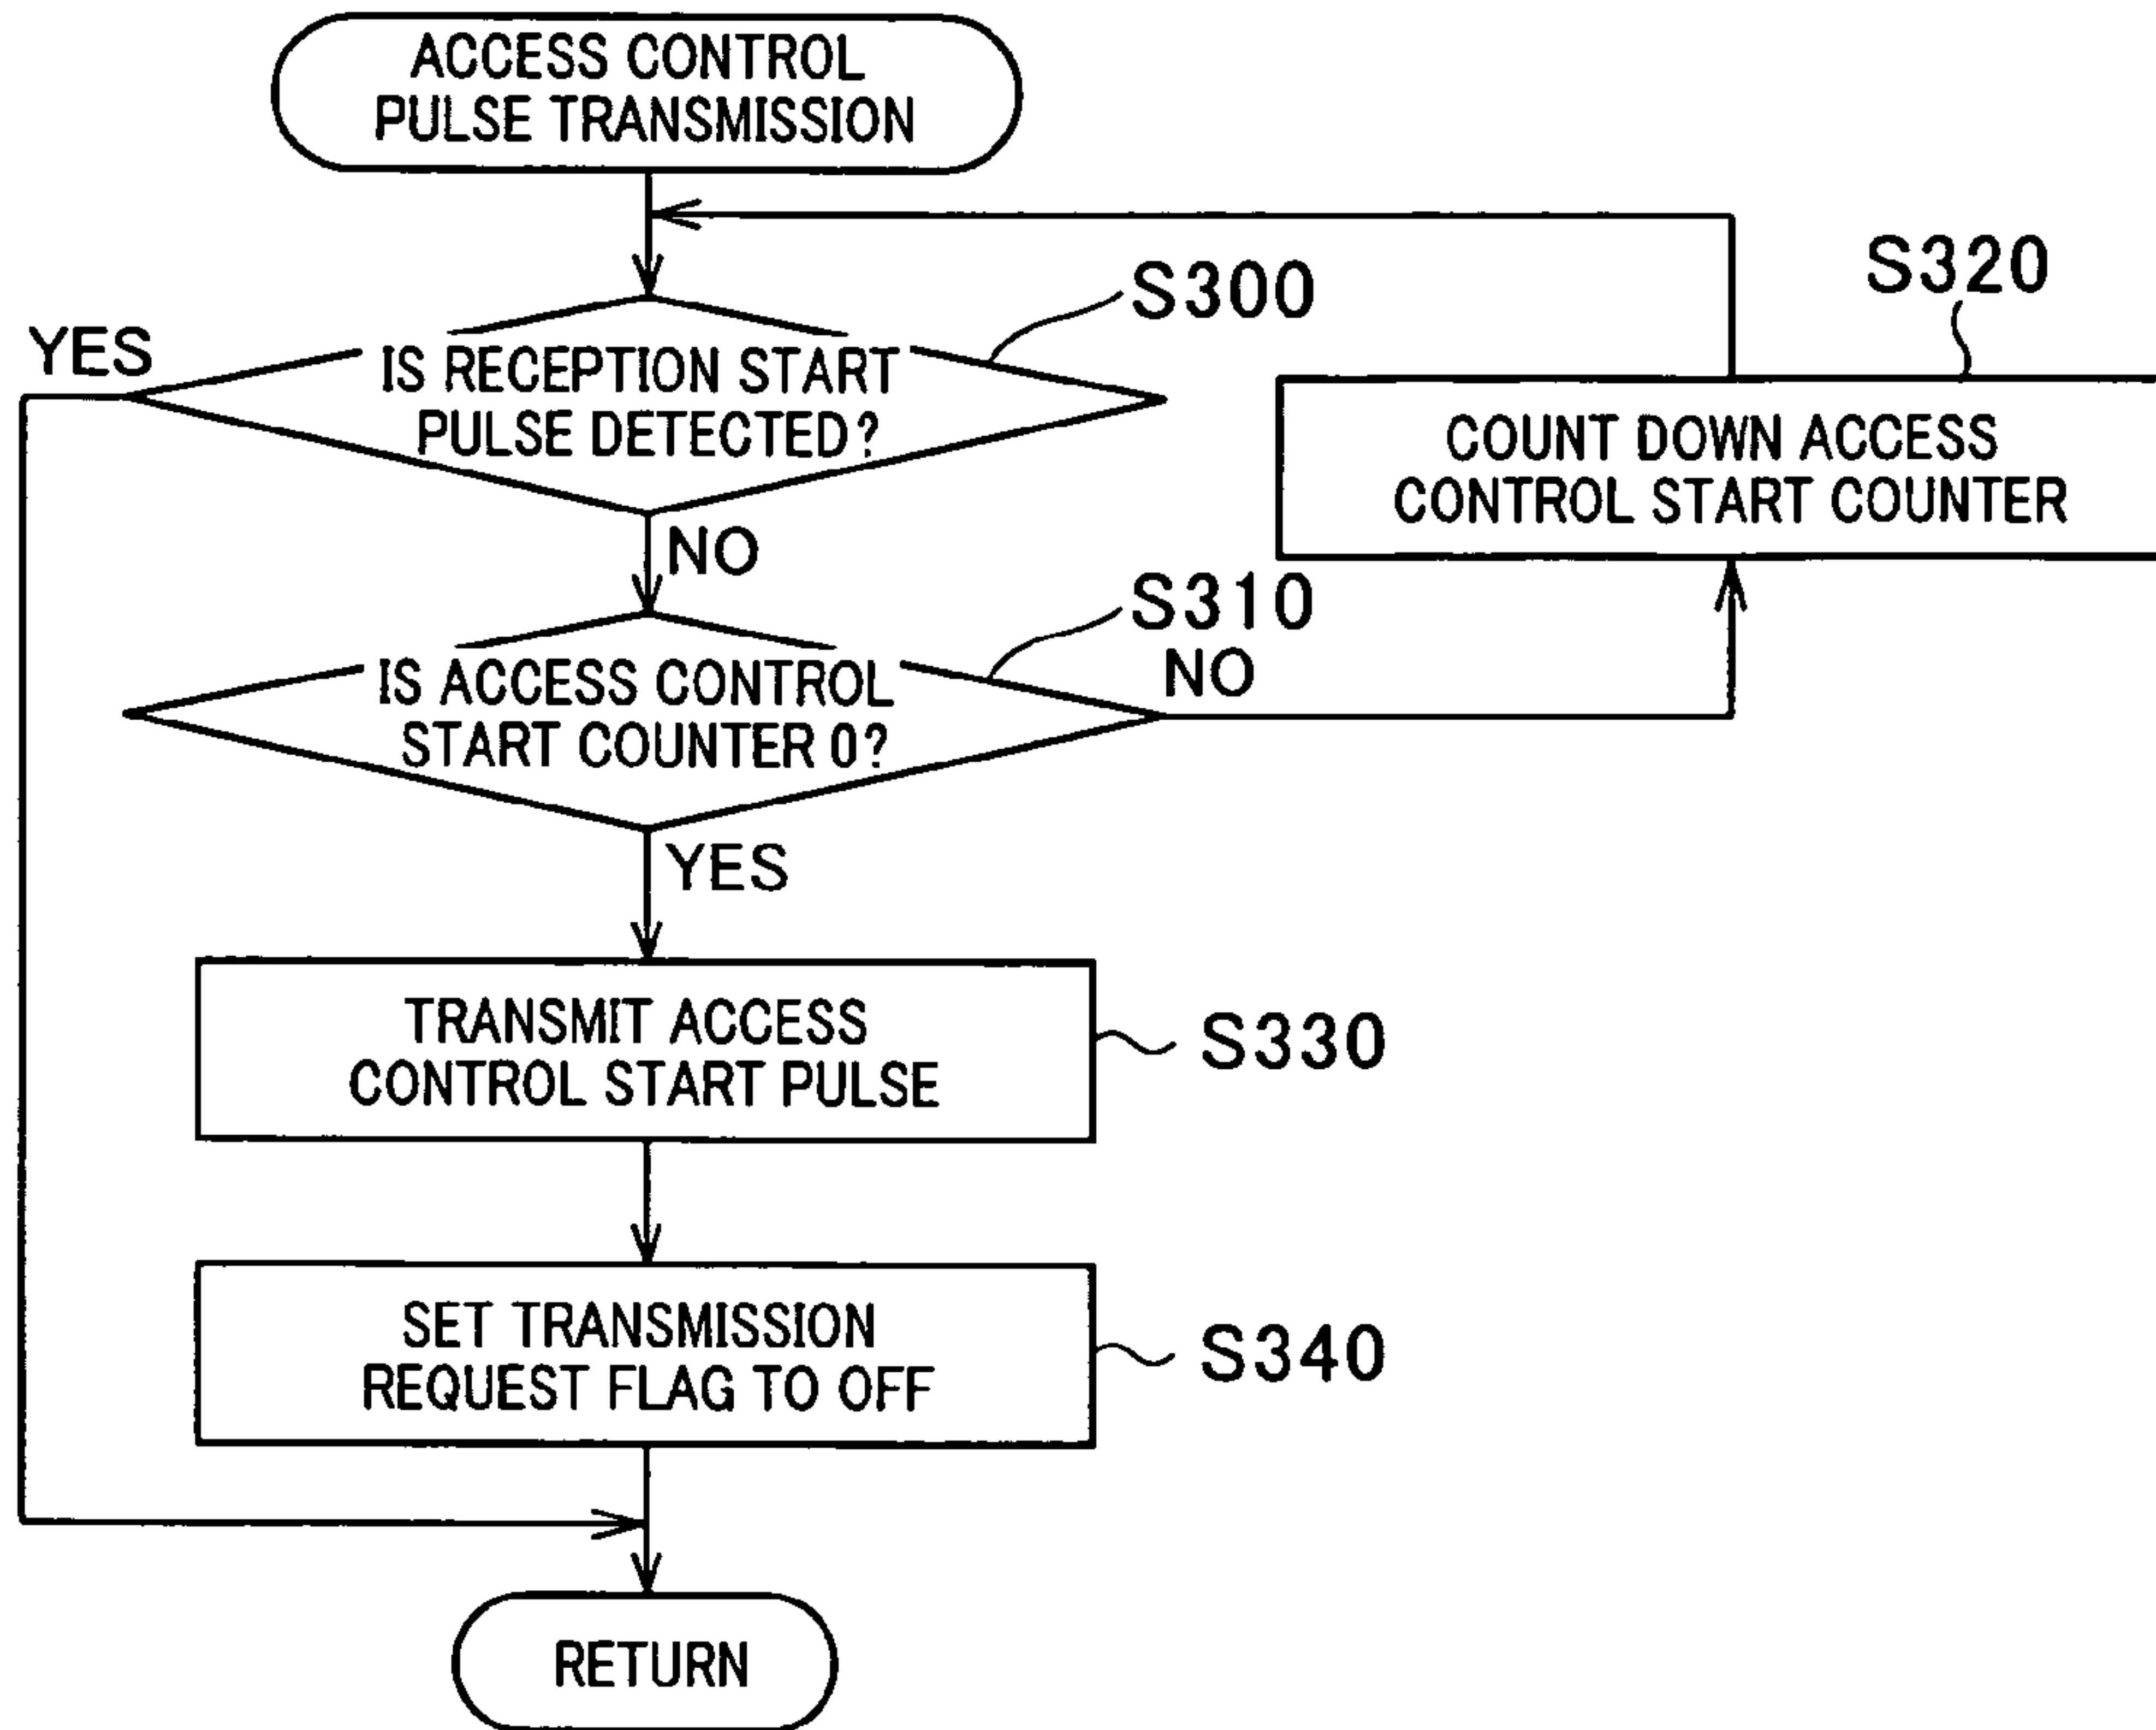 ACCESS CONTROL
PULSE TRANSMISSION
S300
S320
YES
IS RECEPTION START
PULSE DETECTED?
COUNT DOWN ACCESS
CONTROL START COUNTER
NO
S310
NO
IS ACCESS CONTROL
START COUNTER 0?
YES
TRANSMIT ACCESS
CONTROL START PULSE
S330
SET TRANSMISSION
REQUEST FLAG TO OFF
S340
RETURN